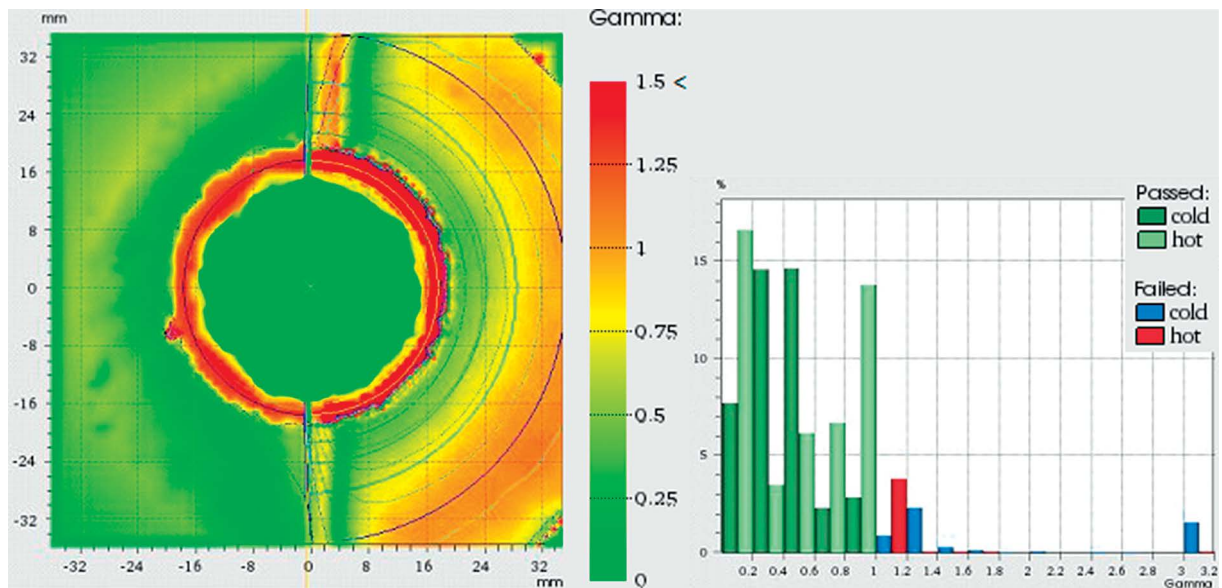 mm
32
24
16
8
0
-8
-16
-24
-32
-32 -24 -16 -8 0 8 16 24 32
mm
Gamma:
1.5 <
1.25
1
0.75
0.5
0.25
0
%
15
10
5
0
0.2 0.4 0.6 0.8 1 1.2 1.4 1.6 1.8 2 2.2 2.4 2.6 2.8 3 3.2
Gamma
Passed:
cold
hot
Failed:
cold
hot